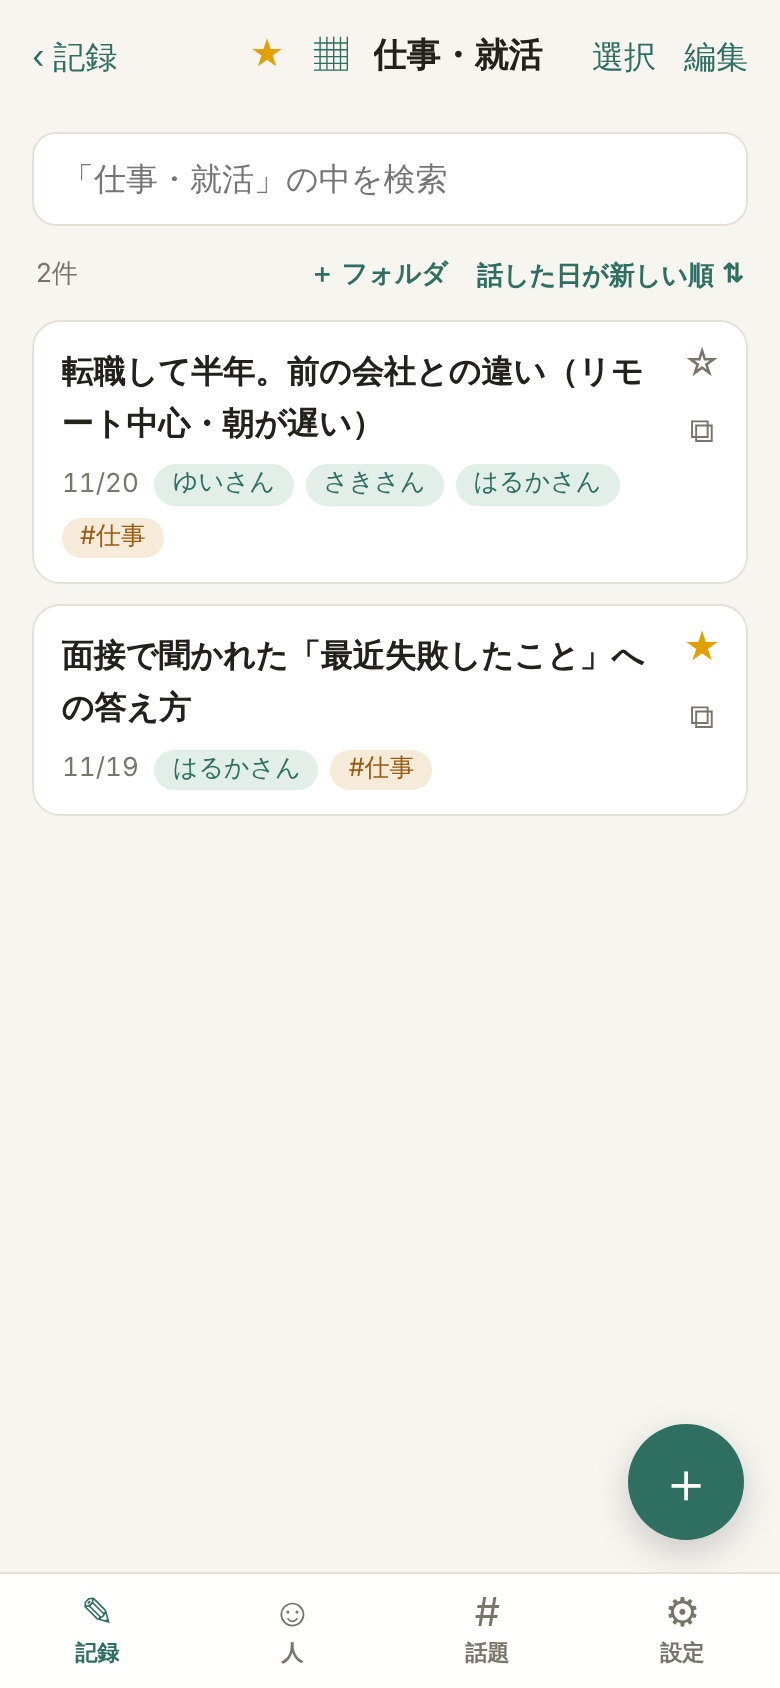 ‹ 記録 ★ ▦ 仕事・就活 選択 編集
「仕事・就活」の中を検索
2件 + フォルダ 話した日が新しい順 ⇅
転職して半年。前の会社との違い（リモ ☆
ート中心・朝が遅い） ⧉
11/20 ゆいさん さきさん はるかさん
#仕事
面接で聞かれた「最近失敗したこと」へ ★
の答え方 ⧉
11/19 はるかさん #仕事
+
✎ ☺ # ⚙
記録 人 話題 設定